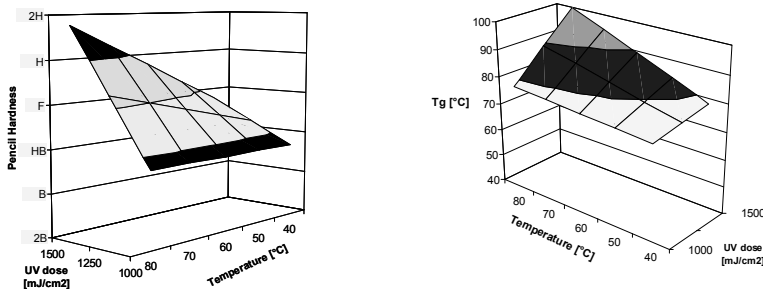 2H
H
F
HB
B
2B
Pencil Hardness
1500
1250
1000
UV dose
[mJ/cm2]
80
70
60
50
40
Temperature [°C]
100
90
80
70
60
50
40
Tg [°C]
80
70
60
50
40
Temperature [°C]
1500
1000
UV dose
[mJ/cm2]